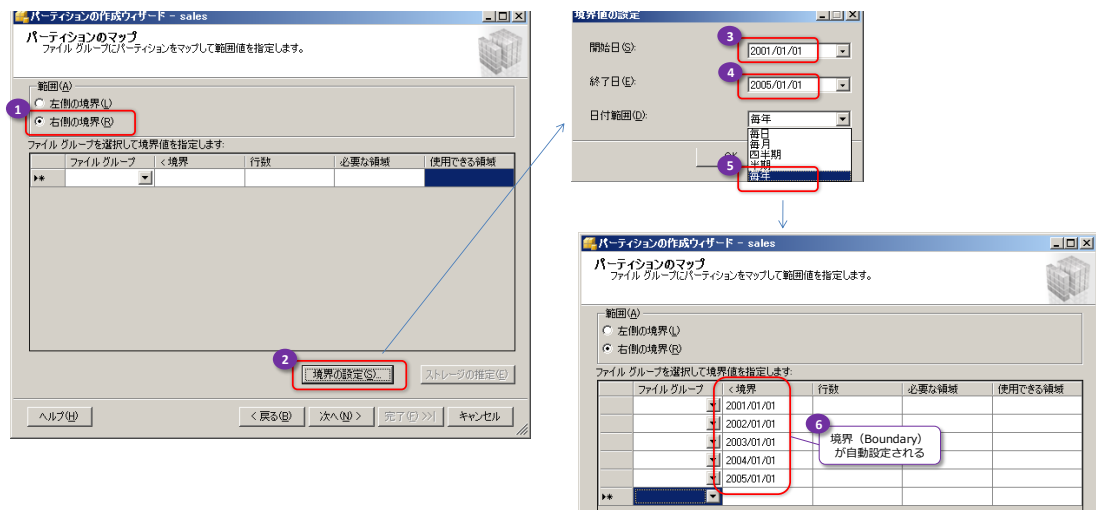 パーティションの作成ウィザード - sales
パーティションのマップ
ファイル グループにパーティションをマップして範囲値を指定します。
範囲(A)
左側の境界(L)
1
右側の境界(R)
ファイル グループを選択して境界値を指定します:
ファイル グループ < 境界 行数 必要な領域 使用できる領域
2
境界の設定(S)... ストレージの推定(E)
ヘルプ(H) < 戻る(B) 次へ(N) > 完了(F) >>| キャンセル
境界値の設定
3
開始日(S): 2001/01/01
4
終了日(E): 2005/01/01
日付範囲(D): 毎年
毎日
毎月
四半期
半期
5
毎年
OK
パーティションの作成ウィザード - sales
パーティションのマップ
ファイル グループにパーティションをマップして範囲値を指定します。
範囲(A)
左側の境界(L)
右側の境界(R)
ファイル グループを選択して境界値を指定します:
ファイル グループ < 境界 行数 必要な領域 使用できる領域
2001/01/01
2002/01/01
2003/01/01
2004/01/01
2005/01/01
6
境界（Boundary）
が自動設定される